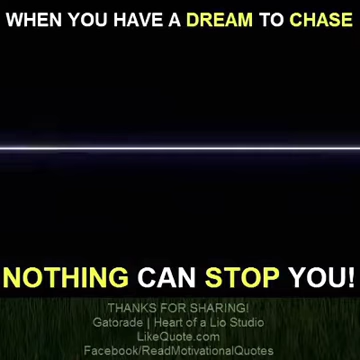 WHEN YOU HAVE A DREAM TO CHASE
NOTHING CAN STOP YOU!
THANKS FOR SHARING!
Gatorade | Heart of a Lio Studio
LikeQuote.com
Facebook/ReadMotivationalQuotes